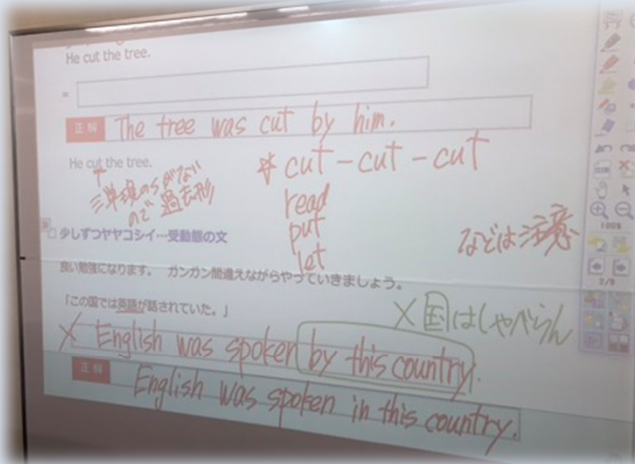 He cut the tree.
=
正解 The tree was cut by him.
He cut the tree.
↑
三単現のsがない
ので過去形
* cut - cut - cut
read
put
let
などは注意
少しずつヤヤコシイ…受動態の文
良い勉強になります。 ガンガン間違えながらやっていきましょう。
「この国では英語が話されていた。」
×国はしゃべらん
× English was spoken by this country.
正解 English was spoken in this country.
100%